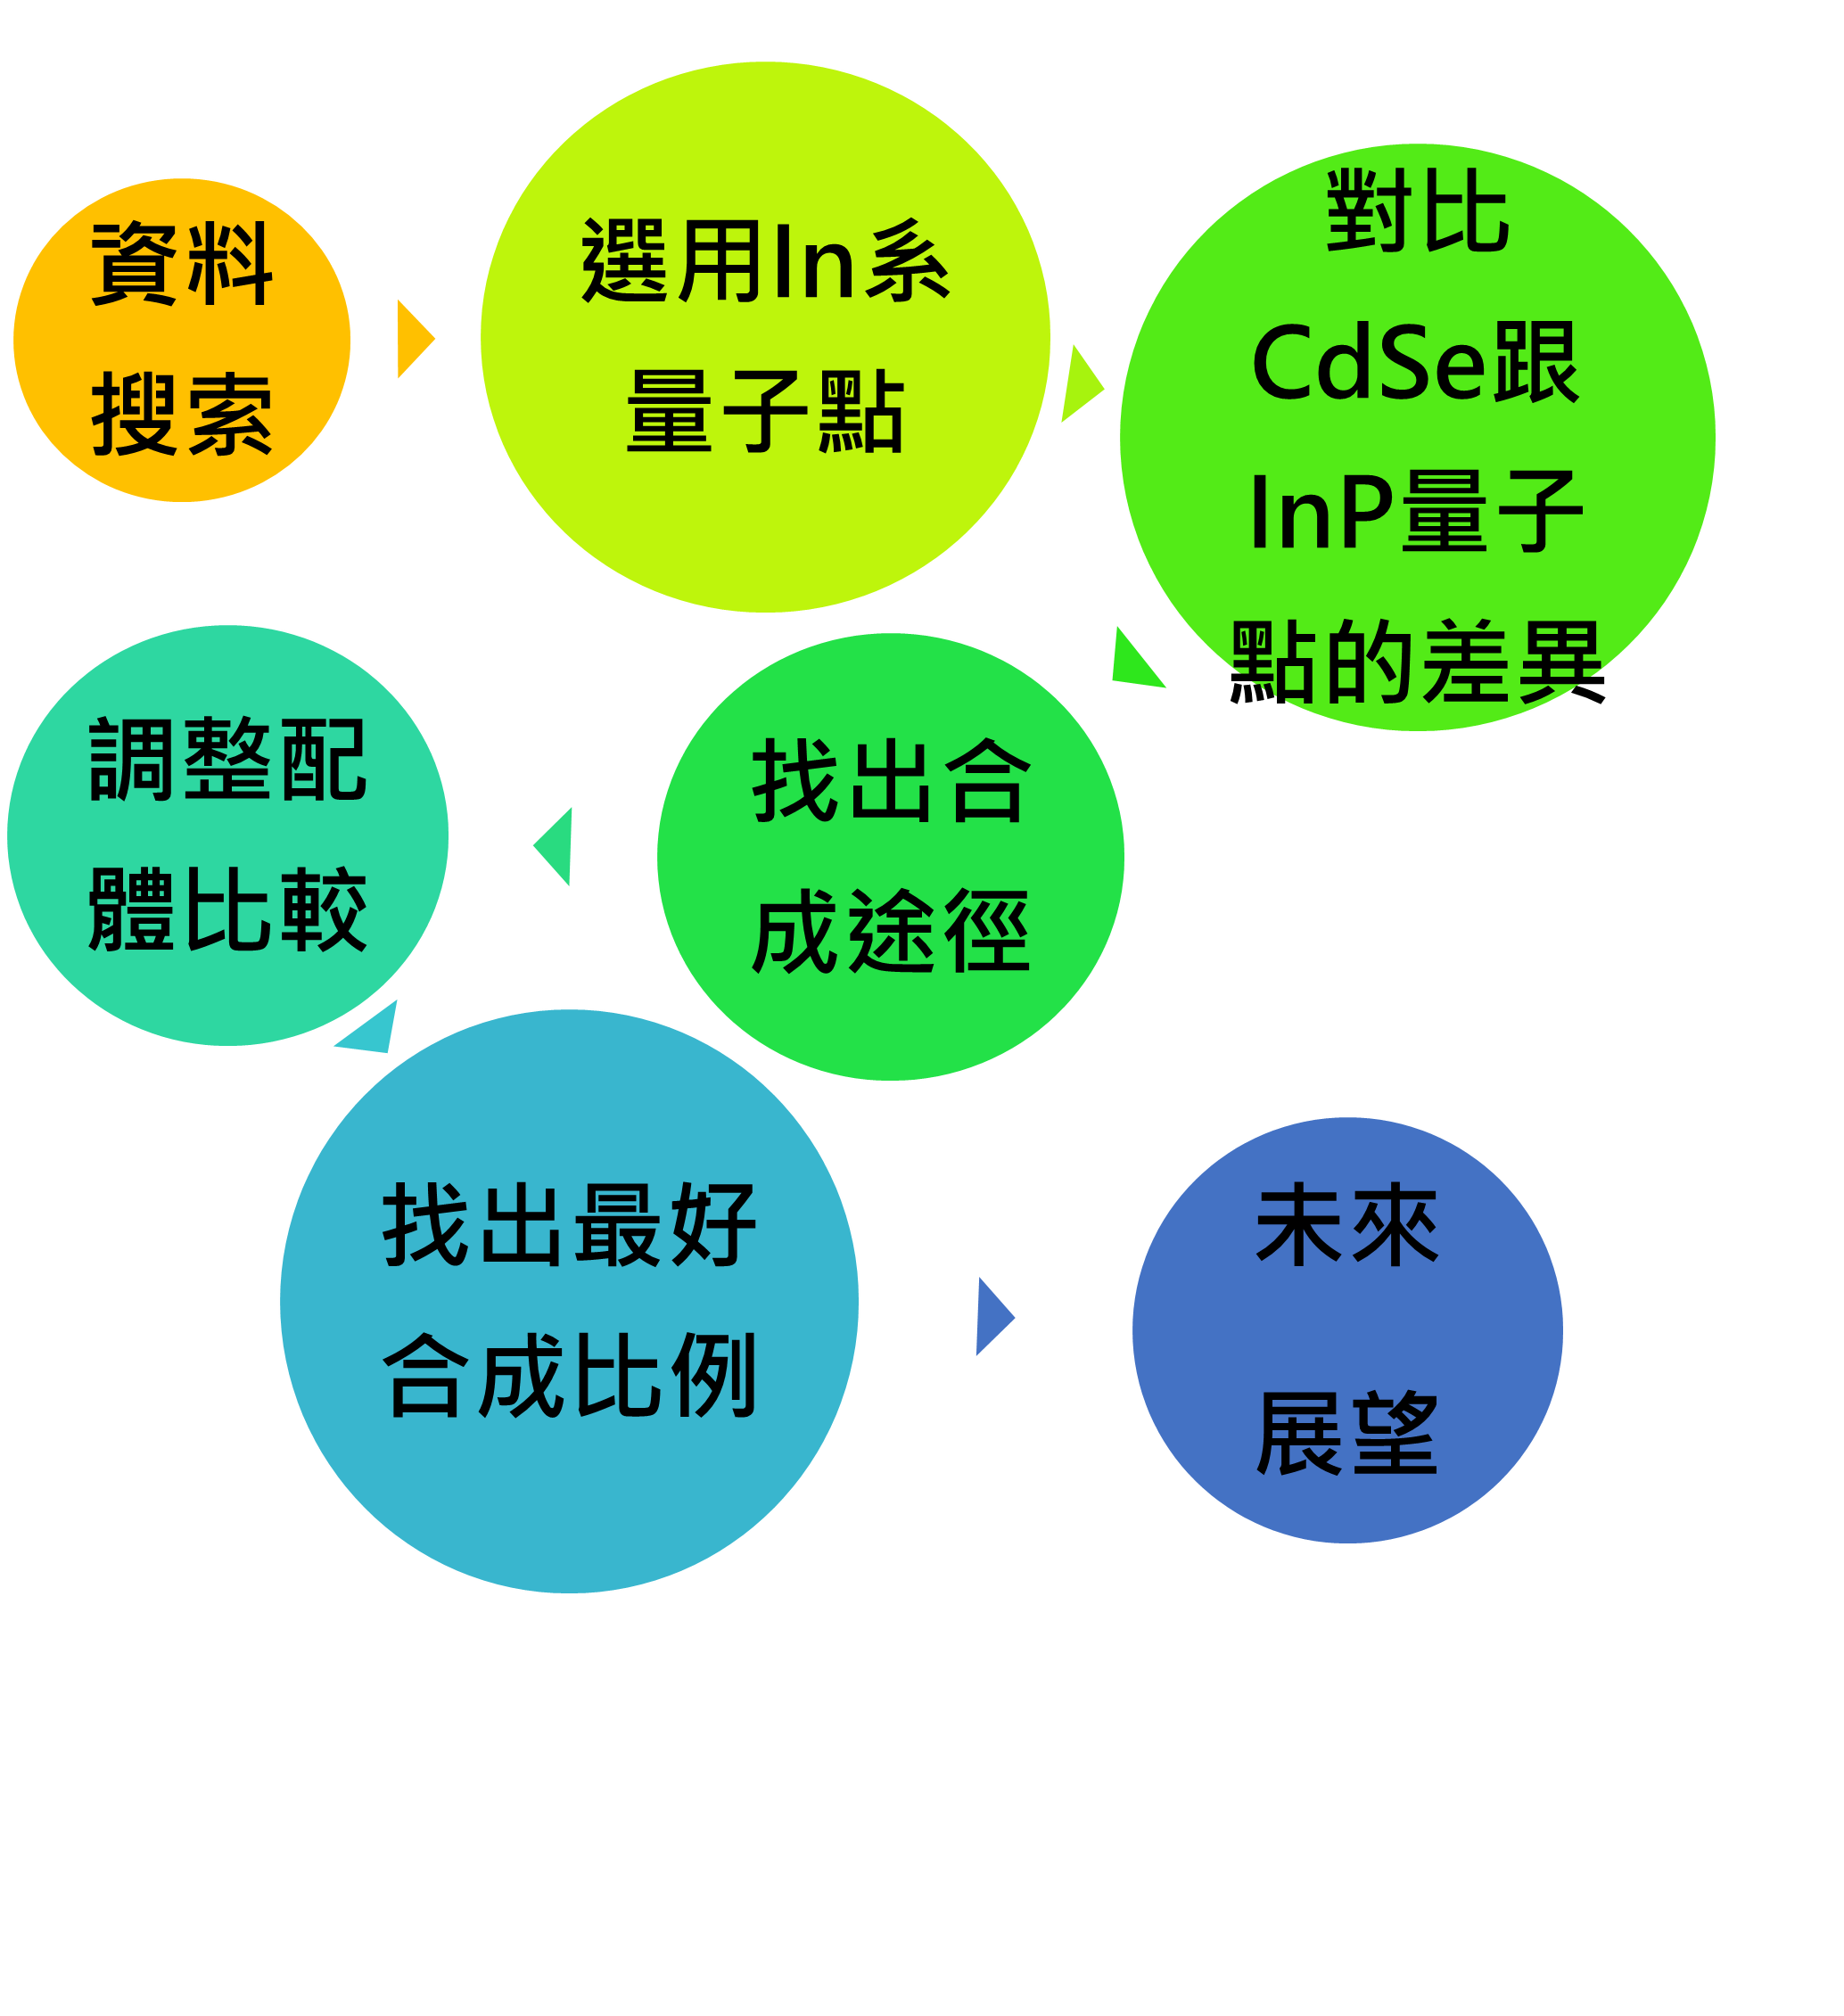 資料
搜索
選用In系
量子點
對比
CdSe跟
InP量子
點的差異
找出合
成途徑
調整配
體比較
找出最好
合成比例
未來
展望